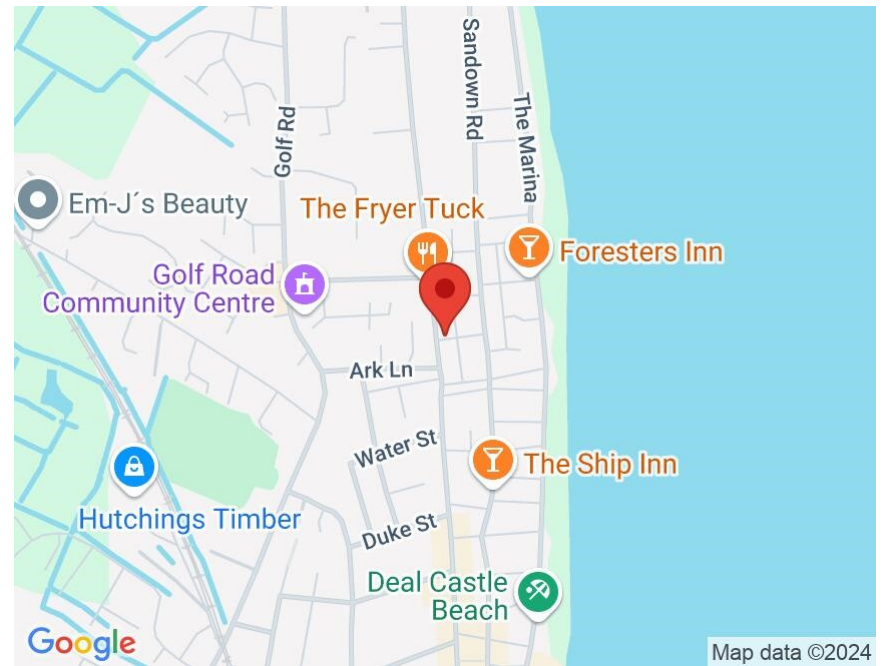 Sandown Rd
The Marina
Golf Rd
Em-J´s Beauty
The Fryer Tuck
Foresters Inn
Golf Road
Community Centre
Ark Ln
Water St
The Ship Inn
Hutchings Timber
Duke St
Deal Castle
Beach
Google
Map data ©2024